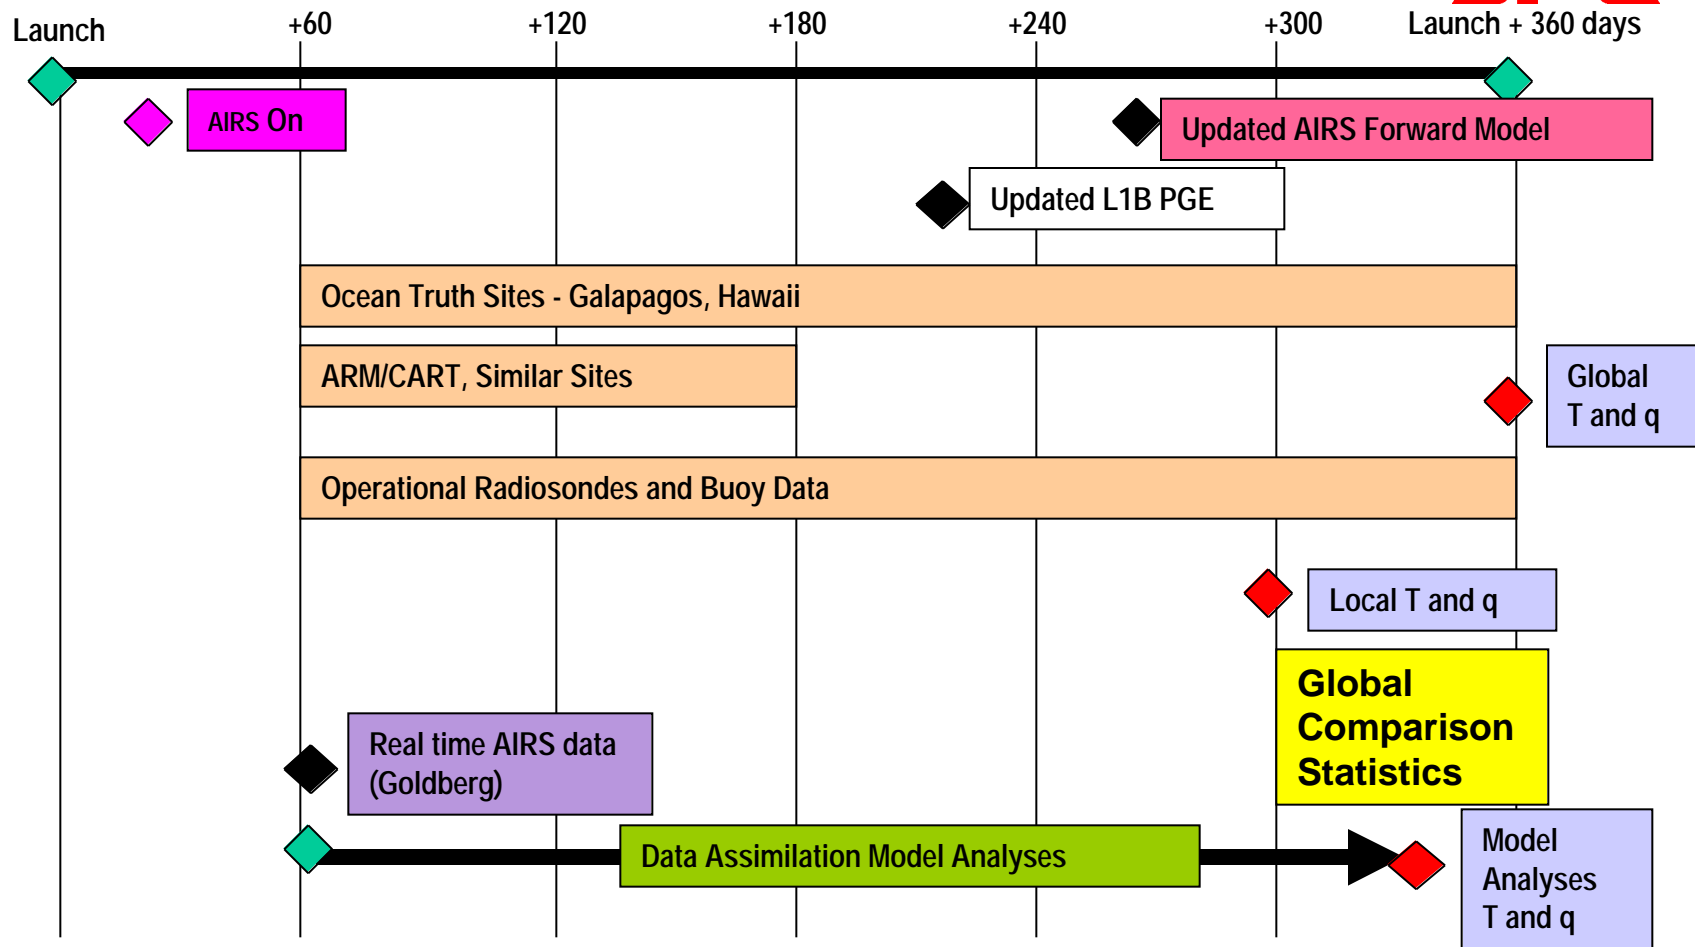 Launch
+60
+120
+180
+240
+300
Launch + 360 days
AIRS On
Updated AIRS Forward Model
Updated L1B PGE
Ocean Truth Sites - Galapagos, Hawaii
ARM/CART, Similar Sites
Global
T and q
Operational Radiosondes and Buoy Data
Local T and q
Global
Comparison
Statistics
Real time AIRS data
(Goldberg)
Data Assimilation Model Analyses
Model
Analyses
T and q